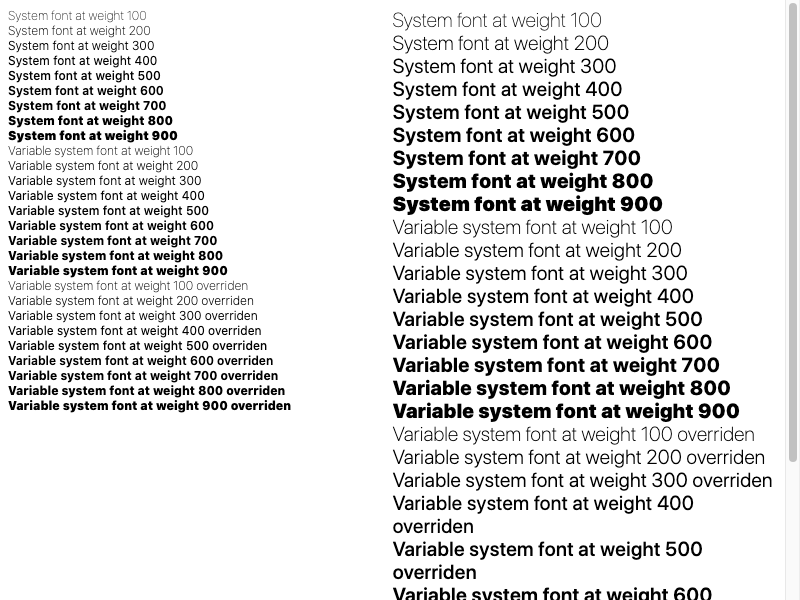 System font at weight 100
System font at weight 200
System font at weight 300
System font at weight 400
System font at weight 500
System font at weight 600
System font at weight 700
System font at weight 800
System font at weight 900
Variable system font at weight 100
Variable system font at weight 200
Variable system font at weight 300
Variable system font at weight 400
Variable system font at weight 500
Variable system font at weight 600
Variable system font at weight 700
Variable system font at weight 800
Variable system font at weight 900
Variable system font at weight 100 overriden
Variable system font at weight 200 overriden
Variable system font at weight 300 overriden
Variable system font at weight 400 overriden
Variable system font at weight 500 overriden
Variable system font at weight 600 overriden
Variable system font at weight 700 overriden
Variable system font at weight 800 overriden
Variable system font at weight 900 overriden
System font at weight 100
System font at weight 200
System font at weight 300
System font at weight 400
System font at weight 500
System font at weight 600
System font at weight 700
System font at weight 800
System font at weight 900
Variable system font at weight 100
Variable system font at weight 200
Variable system font at weight 300
Variable system font at weight 400
Variable system font at weight 500
Variable system font at weight 600
Variable system font at weight 700
Variable system font at weight 800
Variable system font at weight 900
Variable system font at weight 100 overriden
Variable system font at weight 200 overriden
Variable system font at weight 300 overriden
Variable system font at weight 400
overriden
Variable system font at weight 500
overriden
Variable system font at weight 600